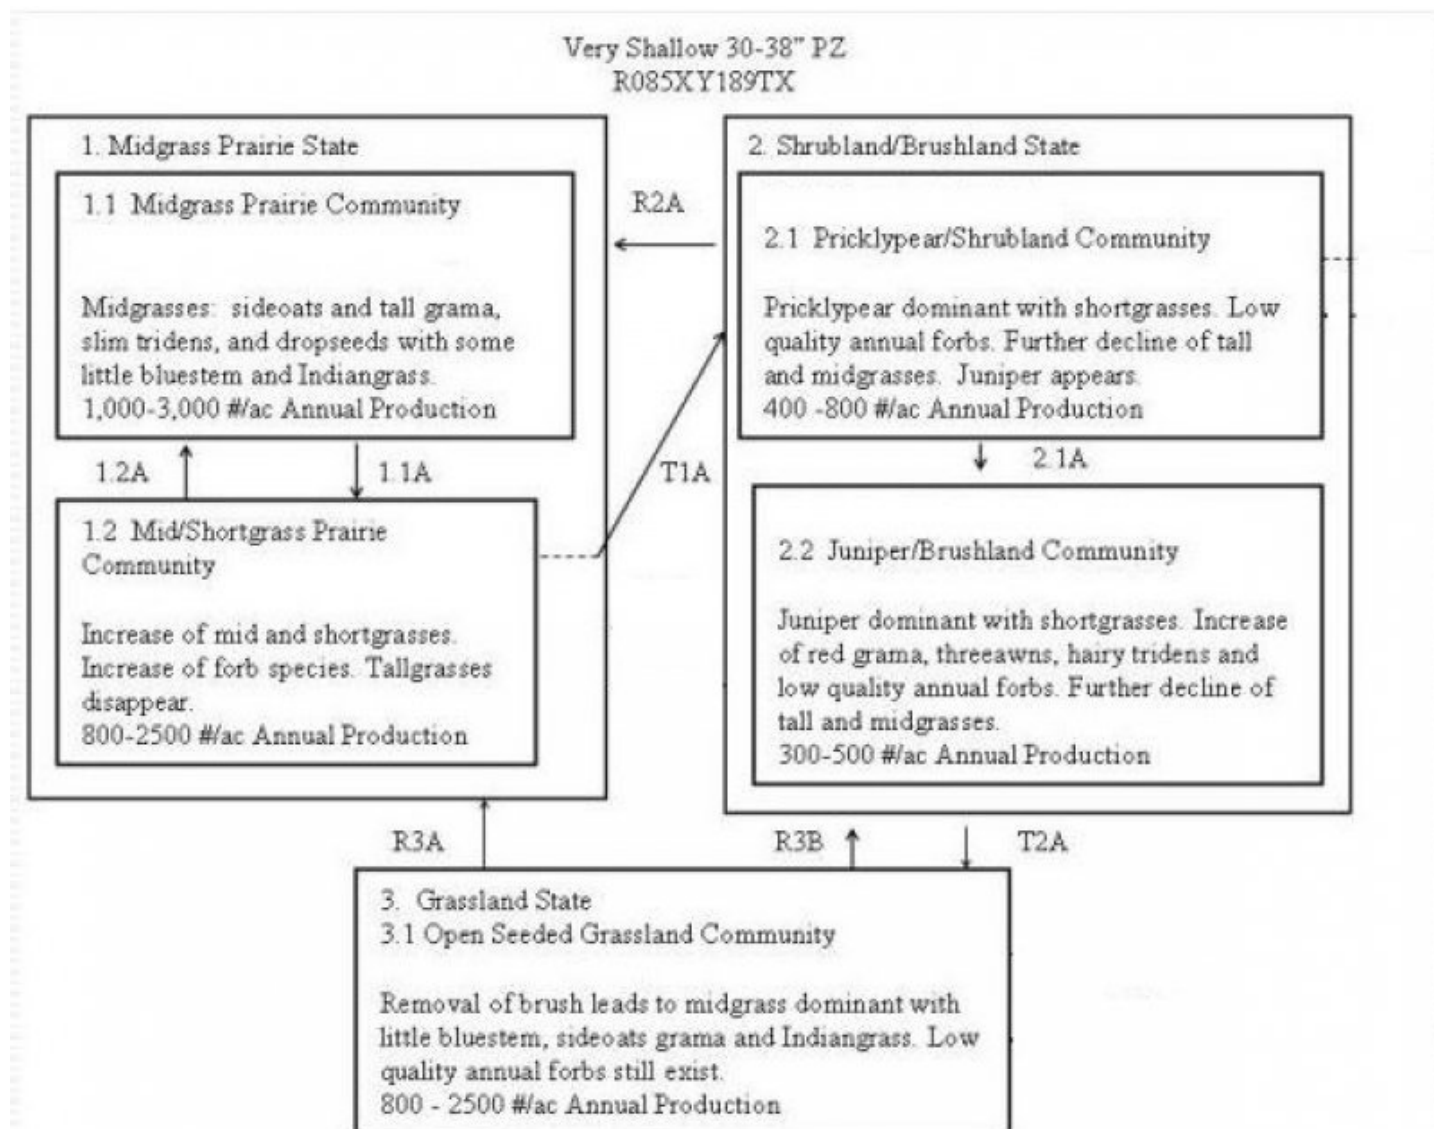 Very Shallow 30-38” PZ
R085XY189TX
1. Midgrass Prairie State
1.1 Midgrass Prairie Community
Midgrasses: sideoats and tall grama,
slim tridens, and dropseeds with some
little bluestem and Indiangrass.
1,000-3,000 #/ac Annual Production
1.2A
1.1A
1.2 Mid/Shortgrass Prairie
Community
Increase of mid and shortgrasses.
Increase of forb species. Tallgrasses
disappear.
800-2500 #/ac Annual Production
R2A
T1A
2. Shrubland/Brushland State
2.1 Pricklypear/Shrubland Community
Pricklypear dominant with shortgrasses. Low
quality annual forbs. Further decline of tall
and midgrasses. Juniper appears.
400 -800 #/ac Annual Production
2.1A
2.2 Juniper/Brushland Community
Juniper dominant with shortgrasses. Increase
of red grama, threeawns, hairy tridens and
low quality annual forbs. Further decline of
tall and midgrasses.
300-500 #/ac Annual Production
R3A
R3B
T2A
3. Grassland State
3.1 Open Seeded Grassland Community
Removal of brush leads to midgrass dominant with
little bluestem, sideoats grama and Indiangrass. Low
quality annual forbs still exist.
800 - 2500 #/ac Annual Production